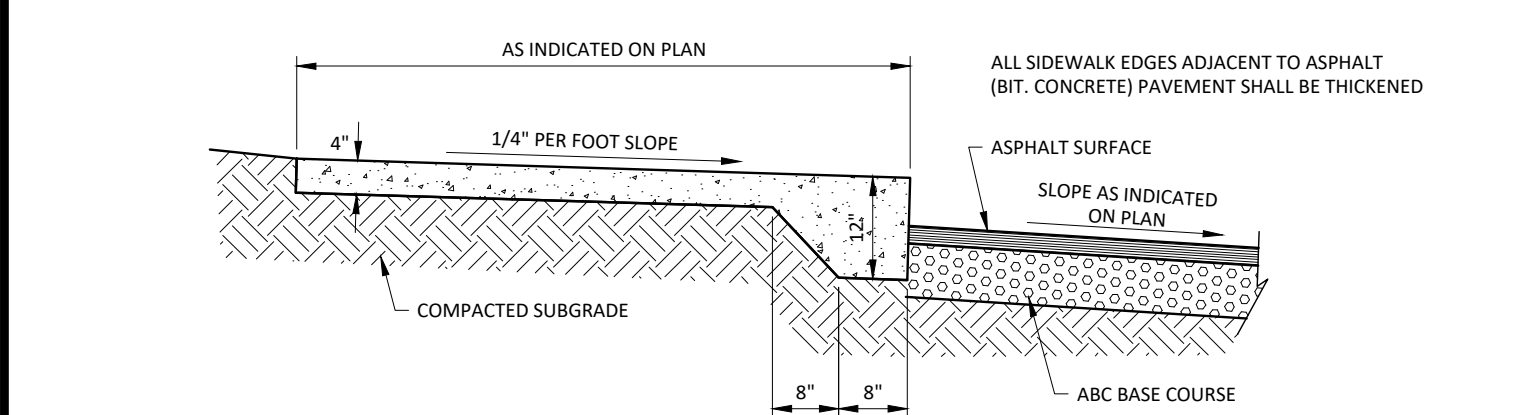 AS INDICATED ON PLAN
ALL SIDEWALK EDGES ADJACENT TO ASPHALT
(BIT. CONCRETE) PAVEMENT SHALL BE THICKENED
4"
1/4" PER FOOT SLOPE
ASPHALT SURFACE
SLOPE AS INDICATED
ON PLAN
12"
COMPACTED SUBGRADE
8"
8"
ABC BASE COURSE